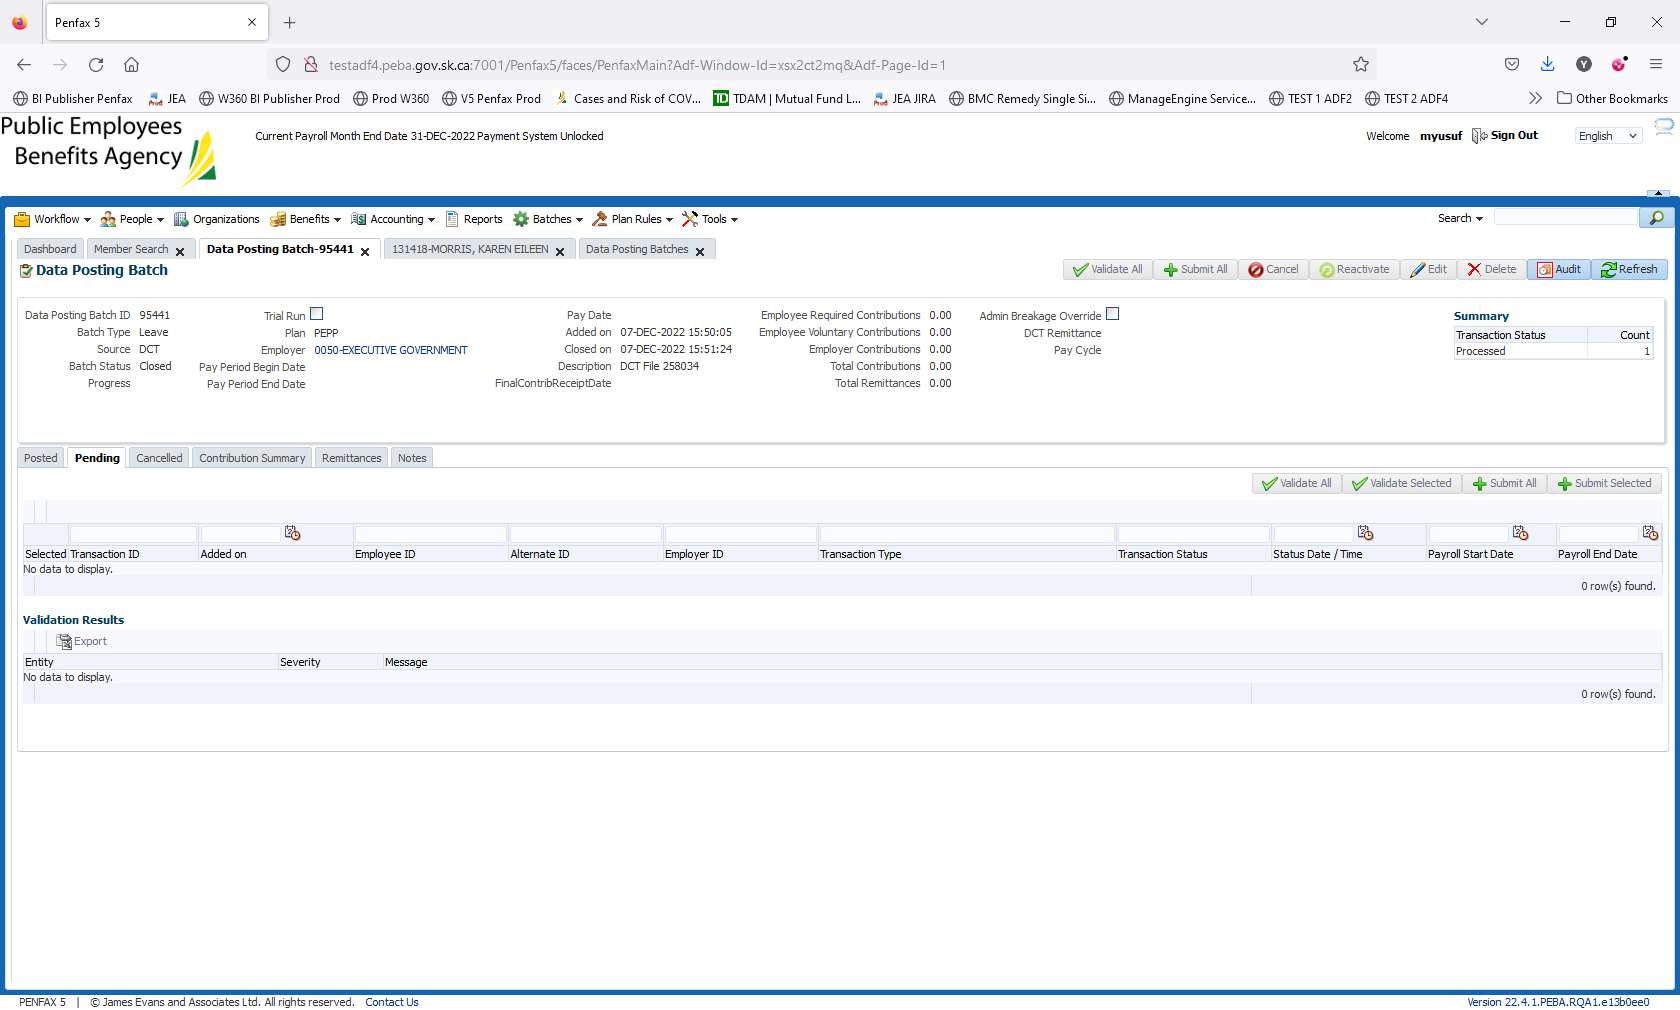 Penfax 5
testadf4.peba.gov.sk.ca:7001/Penfax5/faces/PenfaxMain?Adf-Window-Id=xsx2ct2mq&Adf-Page-Id=1
Y
BI Publisher Penfax JEA W360 BI Publisher Prod Prod W360 V5 Penfax Prod Cases and Risk of COV... TD TDAM | Mutual Fund L... JEA JIRA BMC Remedy Single Si... ManageEngine Service... TEST 1 ADF2 TEST 2 ADF4 Other Bookmarks
Public Employees
Benefits Agency
Current Payroll Month End Date 31-DEC-2022 Payment System Unlocked
Welcome myusuf Sign Out English
Workflow People Organizations Benefits Accounting Reports Batches Plan Rules Tools Search
Dashboard Member Search Data Posting Batch-95441 131418-MORRIS, KAREN EILEEN Data Posting Batches
Data Posting Batch
Validate All Submit All Cancel Reactivate Edit Delete Audit Refresh
Data Posting Batch ID 95441 Trial Run Pay Date Employee Required Contributions 0.00 Admin Breakage Override Summary
Batch Type Leave Plan PEPP Added on 07-DEC-2022 15:50:05 Employee Voluntary Contributions 0.00 DCT Remittance Transaction Status Count
Source DCT Employer 0050-EXECUTIVE GOVERNMENT Closed on 07-DEC-2022 15:51:24 Employer Contributions 0.00 Pay Cycle Processed 1
Batch Status Closed Pay Period Begin Date Description DCT File 258034 Total Contributions 0.00
Progress Pay Period End Date FinalContribReceiptDate Total Remittances 0.00
Posted Pending Cancelled Contribution Summary Remittances Notes
Validate All Validate Selected Submit All Submit Selected
Selected Transaction ID Added on Employee ID Alternate ID Employer ID Transaction Type Transaction Status Status Date / Time Payroll Start Date Payroll End Date
No data to display.
0 row(s) found.
Validation Results
Export
Entity Severity Message
No data to display.
0 row(s) found.
PENFAX 5 | © James Evans and Associates Ltd. All rights reserved. Contact Us Version 22.4.1.PEBA.RQA1.e13b0ee0